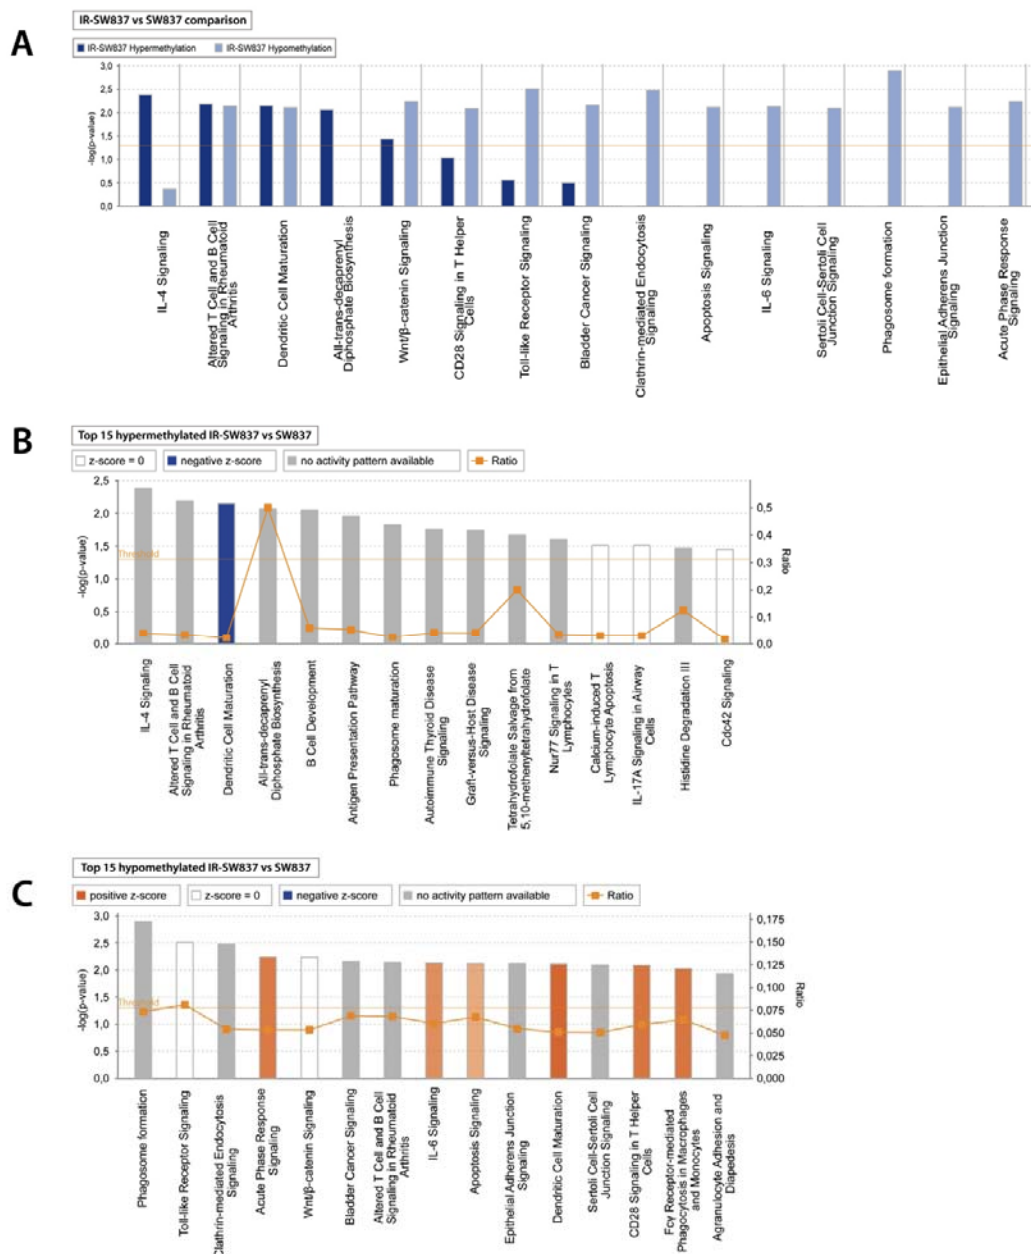 A
IR-SW837 vs SW837 comparison
IR-SW837 Hypermethylation
IR-SW837 Hypomethylation
-log(p-value)
3,0
2,5
2,0
1,5
1,0
0,5
0,0
IL-4 Signaling
Altered T Cell and B Cell
Signaling in Rheumatoid
Arthritis
Dendritic Cell Maturation
All-trans-decaprenyl
Diphosphate Biosynthesis
Wnt/β-catenin Signaling
CD28 Signaling in T Helper
Cells
Toll-like Receptor Signaling
Bladder Cancer Signaling
Clathrin-mediated Endocytosis
Signaling
Apoptosis Signaling
IL-6 Signaling
Sertoli Cell-Sertoli Cell
Junction Signaling
Phagosome formation
Epithelial Adherens Junction
Signaling
Acute Phase Response
Signaling
B
Top 15 hypermethylated IR-SW837 vs SW837
z-score = 0
negative z-score
no activity pattern available
Ratio
-log(p-value)
2,5
2,0
1,5
1,0
0,5
0,0
Threshold
0,5
0,4
0,3
0,2
0,1
0,0
Ratio
IL-4 Signaling
Altered T Cell and B Cell
Signaling in Rheumatoid
Arthritis
Dendritic Cell Maturation
All-trans-decaprenyl
Diphosphate Biosynthesis
B Cell Development
Antigen Presentation Pathway
Phagosome maturation
Autoimmune Thyroid Disease
Signaling
Graft-versus-Host Disease
Signaling
Tetrahydrofolate Salvage from
5,10-methenyltetrahydrofolate
Nur77 Signaling in T
Lymphocytes
Calcium-induced T
Lymphocyte Apoptosis
IL-17A Signaling in Airway
Cells
Histidine Degradation III
Cdc42 Signaling
C
Top 15 hypomethylated IR-SW837 vs SW837
positive z-score
z-score = 0
negative z-score
no activity pattern available
Ratio
-log(p-value)
3,0
2,5
2,0
1,5
1,0
0,5
0,0
Threshold
0,175
0,150
0,125
0,100
0,075
0,050
0,025
0,000
Ratio
Phagosome formation
Toll-like Receptor Signaling
Clathrin-mediated Endocytosis
Signaling
Acute Phase Response
Signaling
Wnt/β-catenin Signaling
Bladder Cancer Signaling
Altered T Cell and B Cell
Signaling in Rheumatoid
Arthritis
IL-6 Signaling
Apoptosis Signaling
Epithelial Adherens Junction
Signaling
Dendritic Cell Maturation
Sertoli Cell-Sertoli Cell
Junction Signaling
CD28 Signaling in T Helper
Cells
Fcγ Receptor-mediated
Phagocytosis in Macrophages
and Monocytes
Agranulocyte Adhesion and
Diapedesis